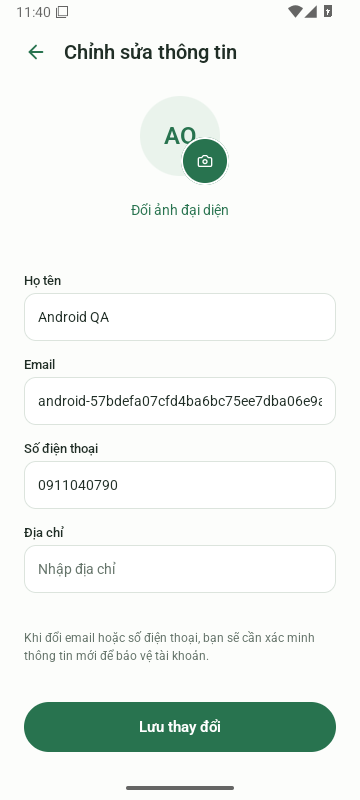 11:40
Chỉnh sửa thông tin
AQ
Đổi ảnh đại diện
Họ tên
Android QA
Email
android-57bdefa07cfd4ba6bc75ee7dba06e9a
Số điện thoại
0911040790
Địa chỉ
Nhập địa chỉ
Khi đổi email hoặc số điện thoại, bạn sẽ cần xác minh
thông tin mới để bảo vệ tài khoản.
Lưu thay đổi